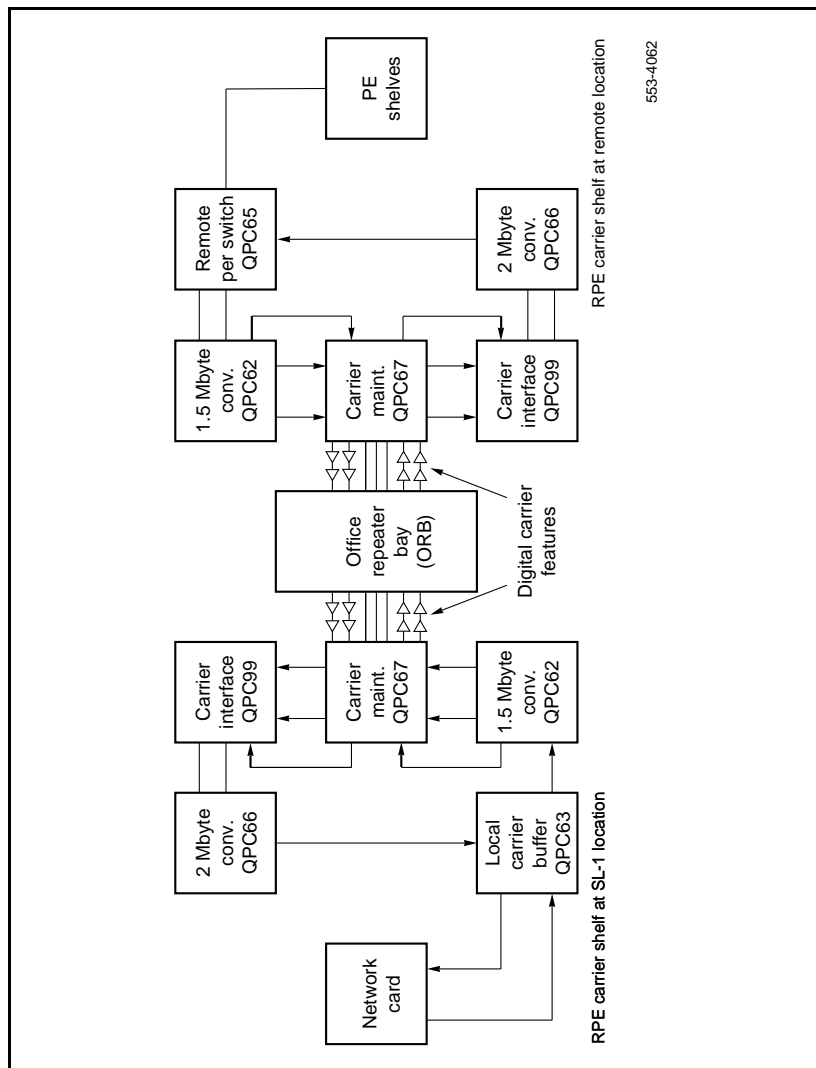 Network
card
2 Mbyte
conv.
QPC66
Local
carrier
buffer
QPC63
Carrier
interface
QPC99
Carrier
maint.
QPC67
1.5 Mbyte
conv.
QPC62
Office
repeater
bay
(ORB)
Digital carrier
features
1.5 Mbyte
conv.
QPC62
Carrier
maint.
QPC67
Carrier
interface
QPC99
Remote
per switch
QPC65
2 Mbyte
conv.
QPC66
PE
shelves
RPE carrier shelf at SL-1 location
RPE carrier shelf at remote location
553-4062